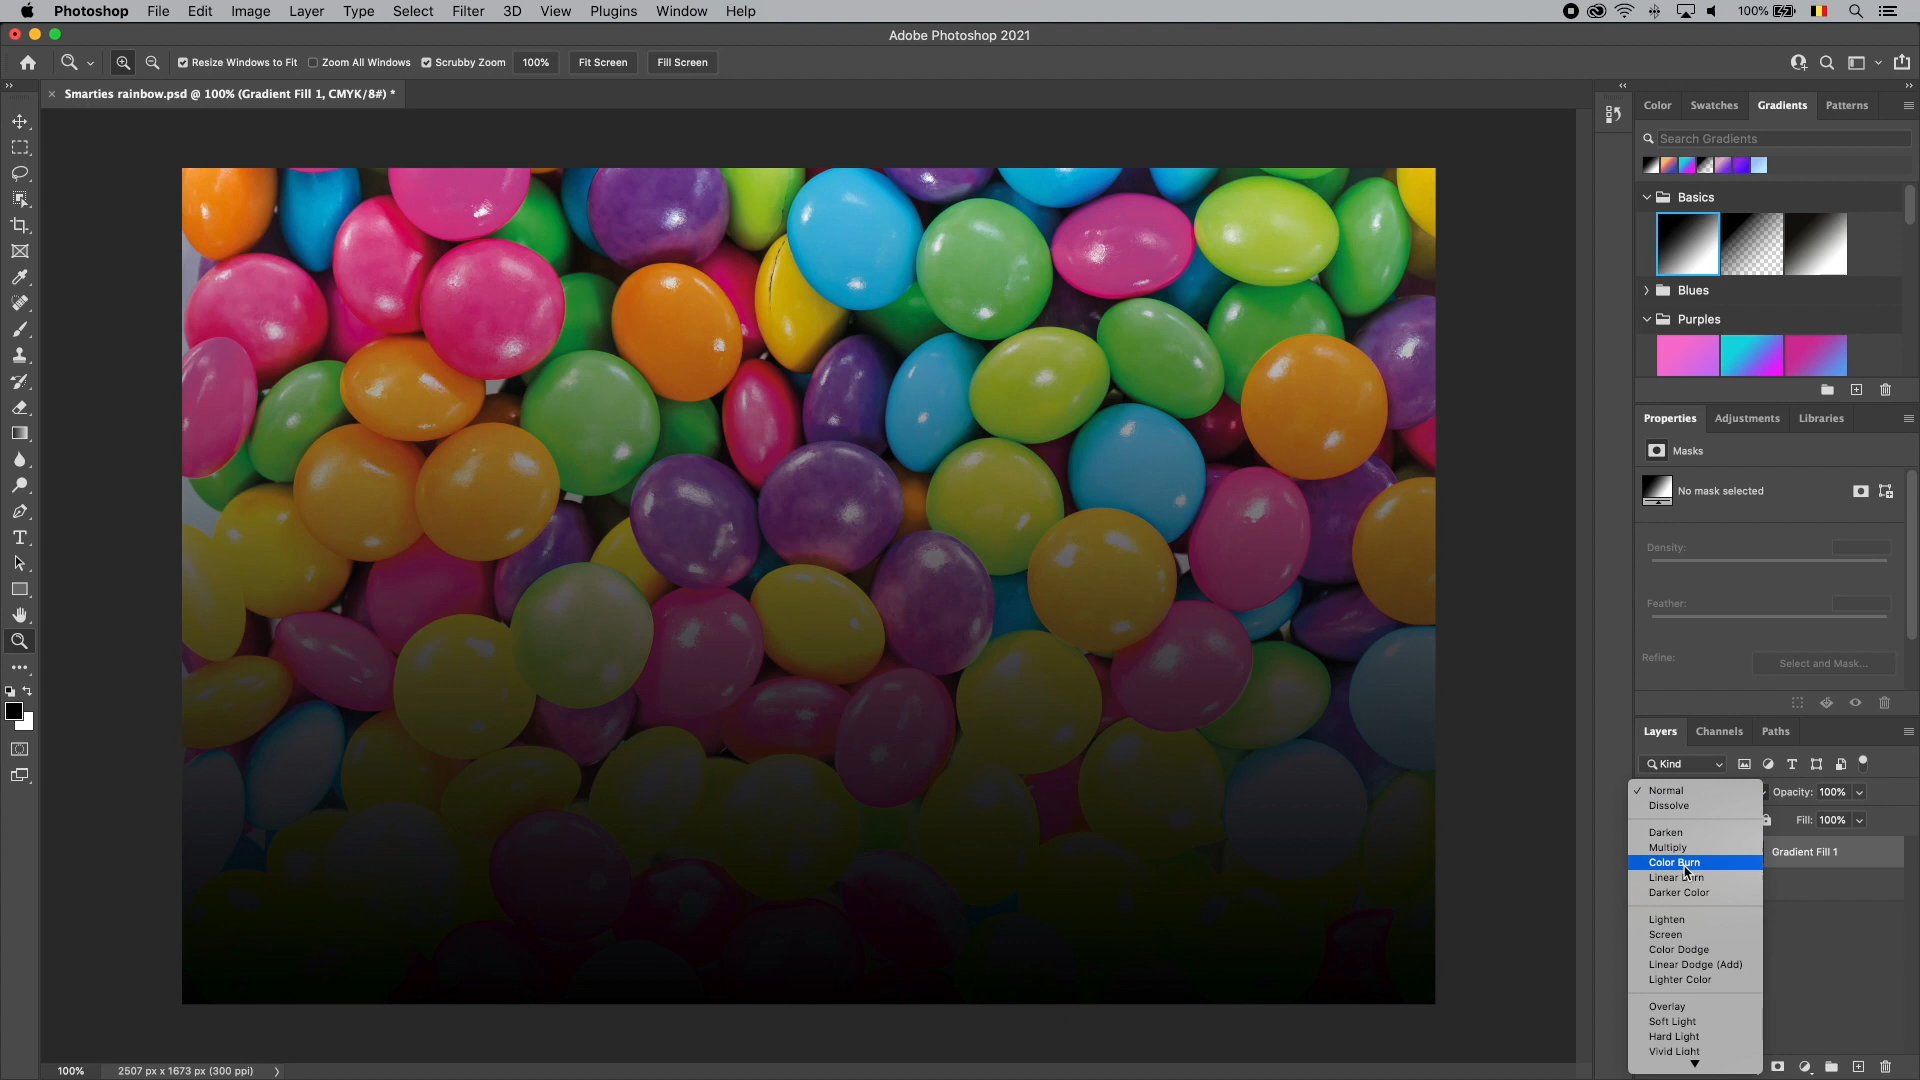 Photoshop File Edit Image Layer Type Select Filter 3D View Plugins Window Help 100%
Adobe Photoshop 2021
Resize Windows to Fit Zoom All Windows Scrubby Zoom 100% Fit Screen Fill Screen
Smarties rainbow.psd @ 100% (Gradient Fill 1, CMYK/8#) *
Color Swatches Gradients Patterns
Search Gradients
Basics
Blues
Purples
Properties Adjustments Libraries
Masks
No mask selected
Density:
Feather:
Refine: Select and Mask...
Layers Channels Paths
Kind
Normal
Opacity: 100%
Dissolve
Fill: 100%
Darken
Multiply
Gradient Fill 1
Color Burn
Linear Burn
Darker Color
Lighten
Screen
Color Dodge
Linear Dodge (Add)
Lighter Color
Overlay
Soft Light
Hard Light
Vivid Light
100% 2507 px x 1673 px (300 ppi)